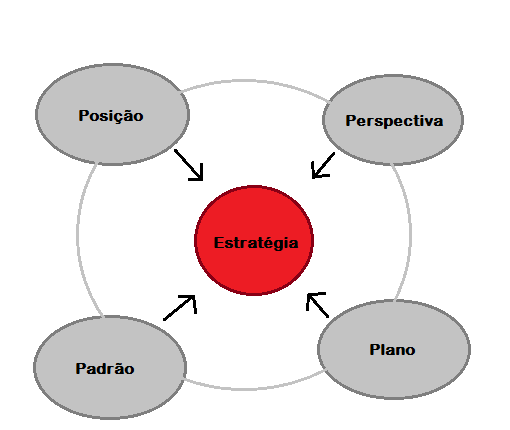 Posição
Perspectiva
Estratégia
Padrão
Plano